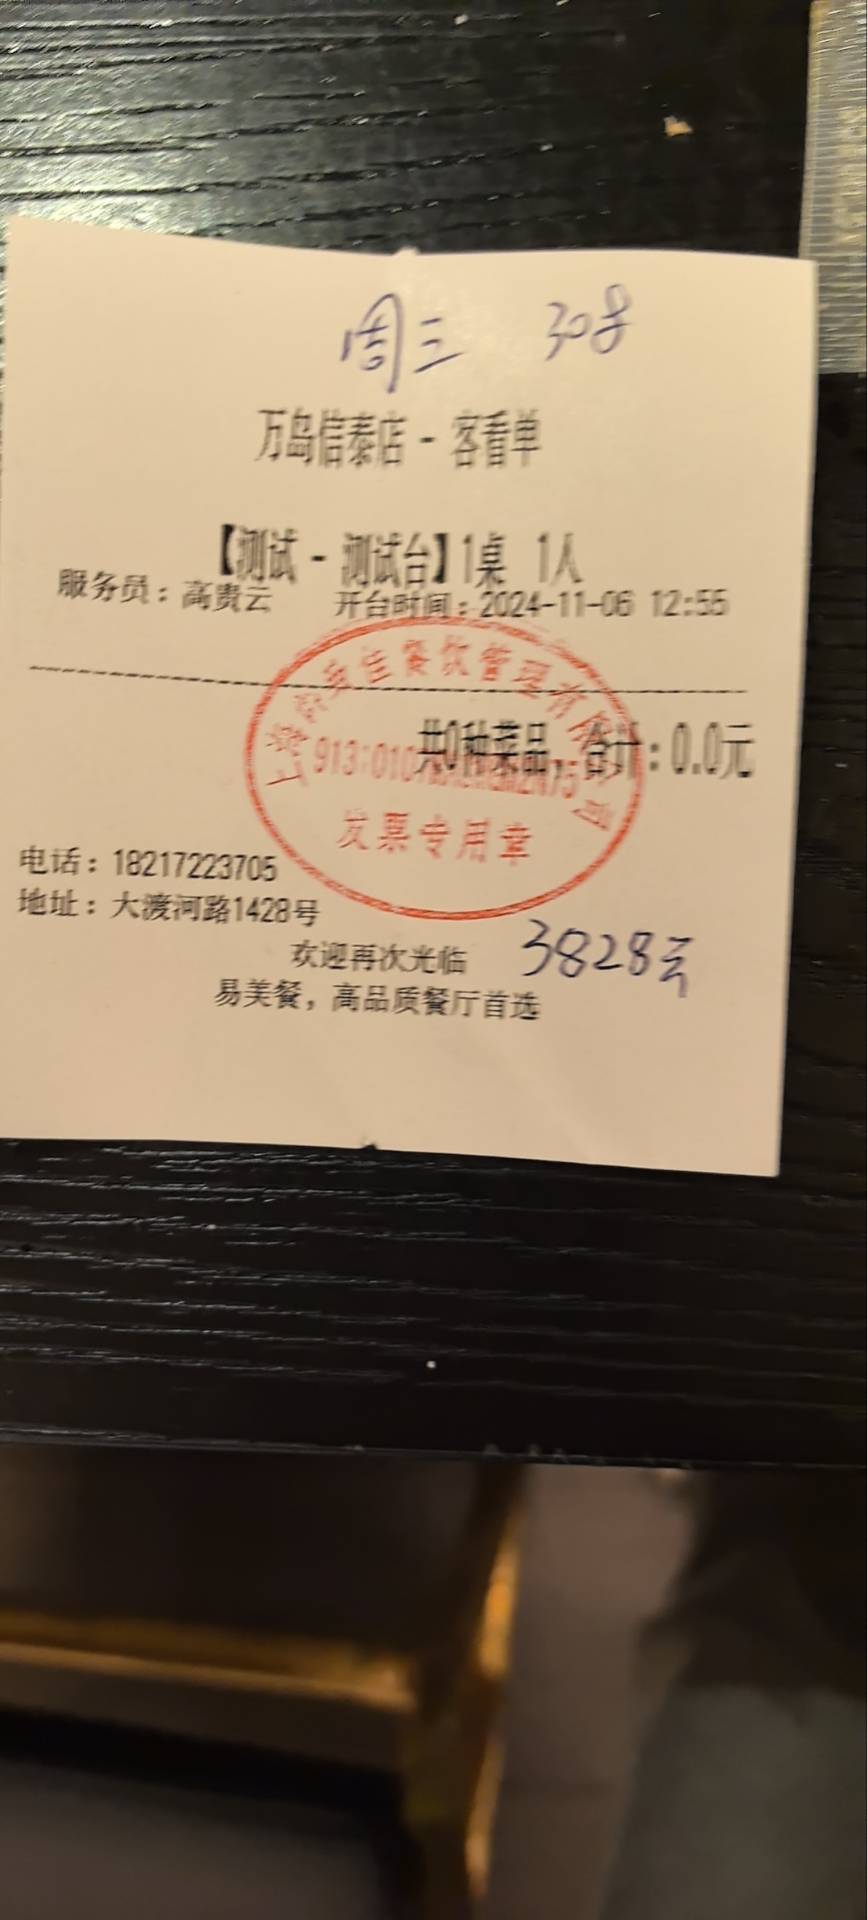 周三 308
万岛信泰店 - 客看单
【测试 - 测试台】1桌 1人
服务员：高贵云 开台时间：2024-11-06 12:55
共0种菜品，合计：0.0元
发票专用章
电话：18217223705
地址：大渡河路1428号
欢迎再次光临 3828元
易美餐，高品质餐厅首选